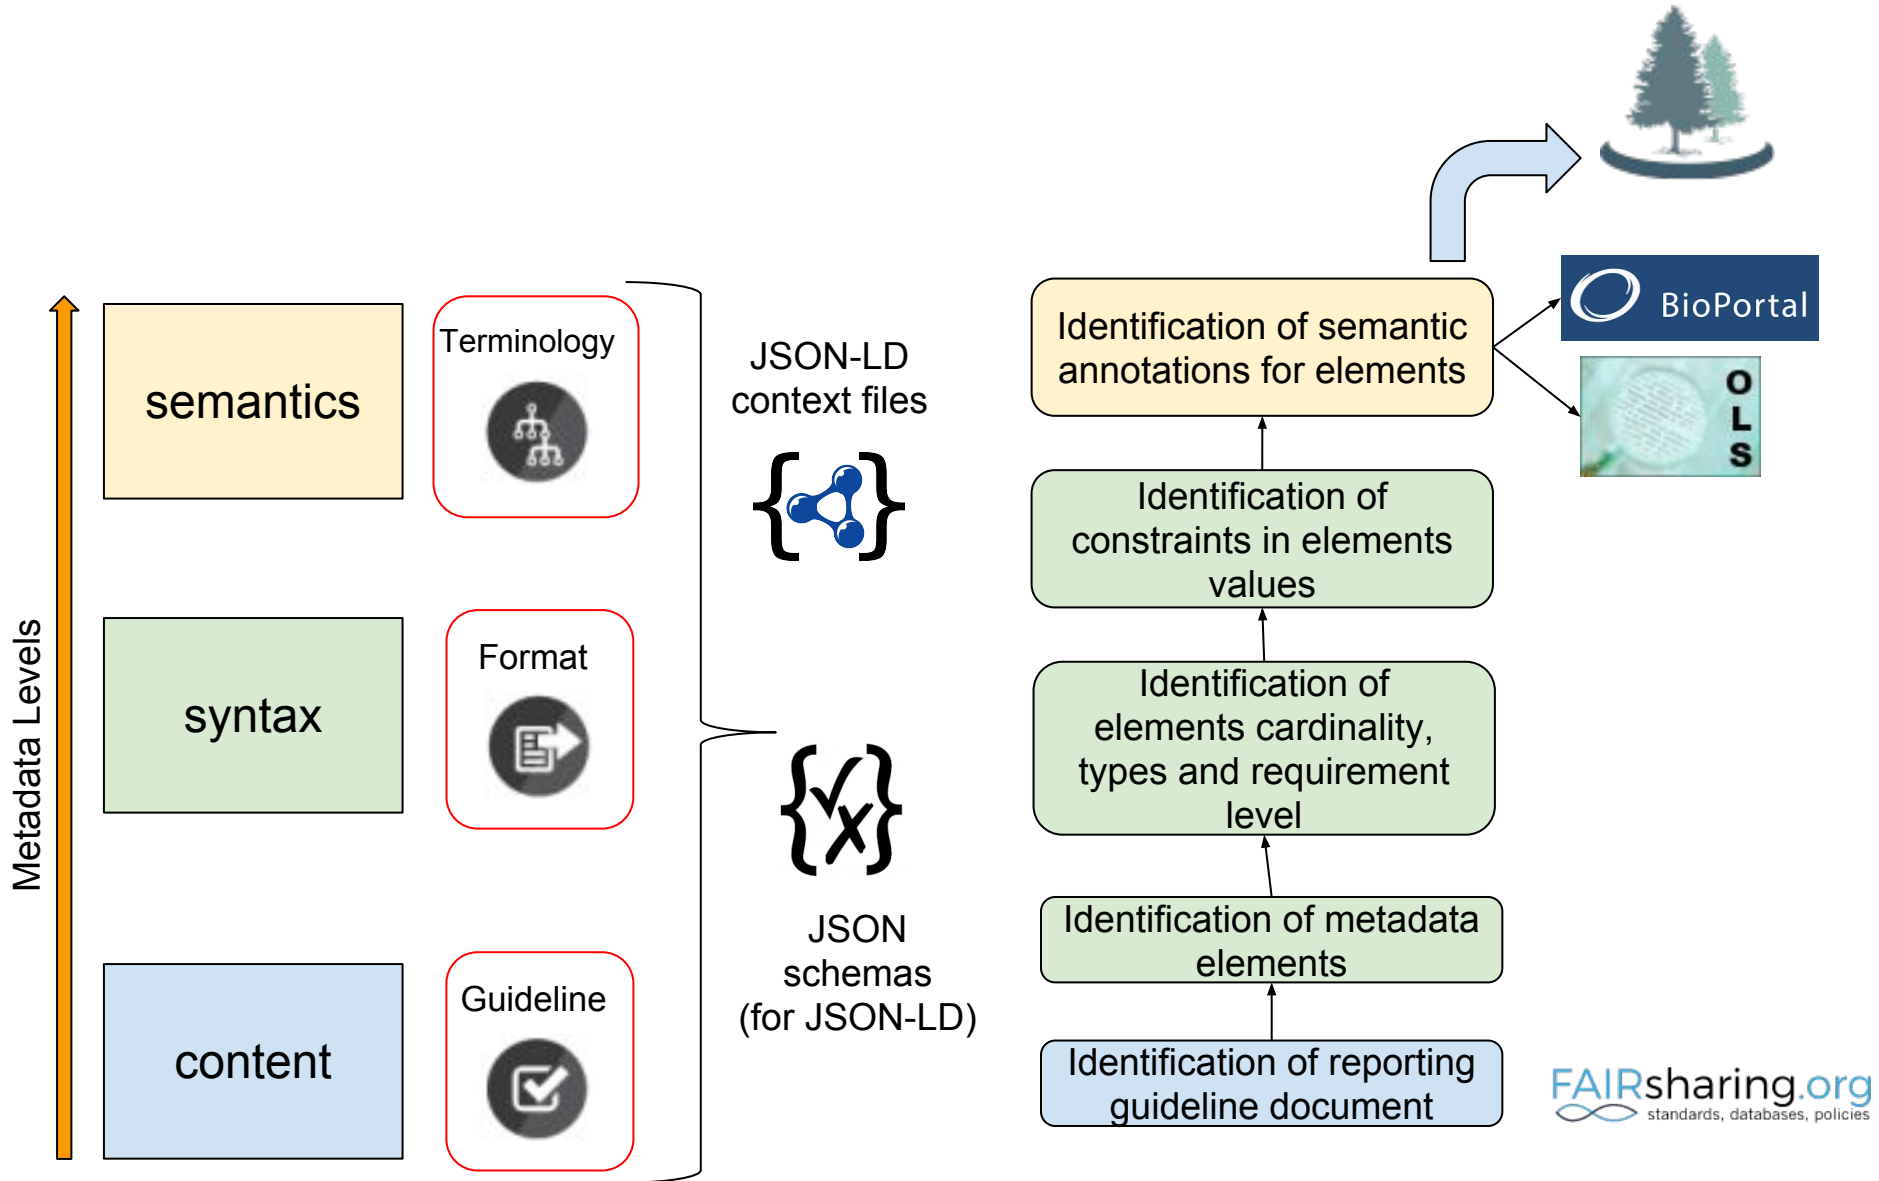 Metadata Levels
semantics
Terminology
syntax
Format
content
Guideline
JSON-LD
context files
JSON
schemas
(for JSON-LD)
Identification of semantic
annotations for elements
Identification of
constraints in elements
values
Identification of
elements cardinality,
types and requirement
level
Identification of metadata
elements
Identification of reporting
guideline document
BioPortal
OLS
FAIRsharing.org
standards, databases, policies